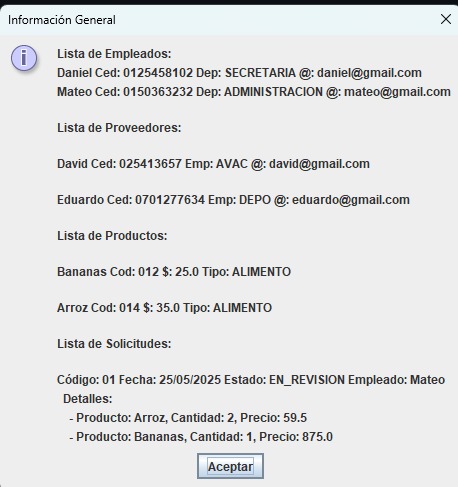 Información General
Lista de Empleados:
Daniel Ced: 0125458102 Dep: SECRETARIA @: daniel@gmail.com
Mateo Ced: 0150363232 Dep: ADMINISTRACION @: mateo@gmail.com
Lista de Proveedores:
David Ced: 025413657 Emp: AVAC @: david@gmail.com
Eduardo Ced: 0701277634 Emp: DEPO @: eduardo@gmail.com
Lista de Productos:
Bananas Cod: 012 $: 25.0 Tipo: ALIMENTO
Arroz Cod: 014 $: 35.0 Tipo: ALIMENTO
Lista de Solicitudes:
Código: 01 Fecha: 25/05/2025 Estado: EN_REVISION Empleado: Mateo
Detalles:
- Producto: Arroz, Cantidad: 2, Precio: 59.5
- Producto: Bananas, Cantidad: 1, Precio: 875.0
Aceptar